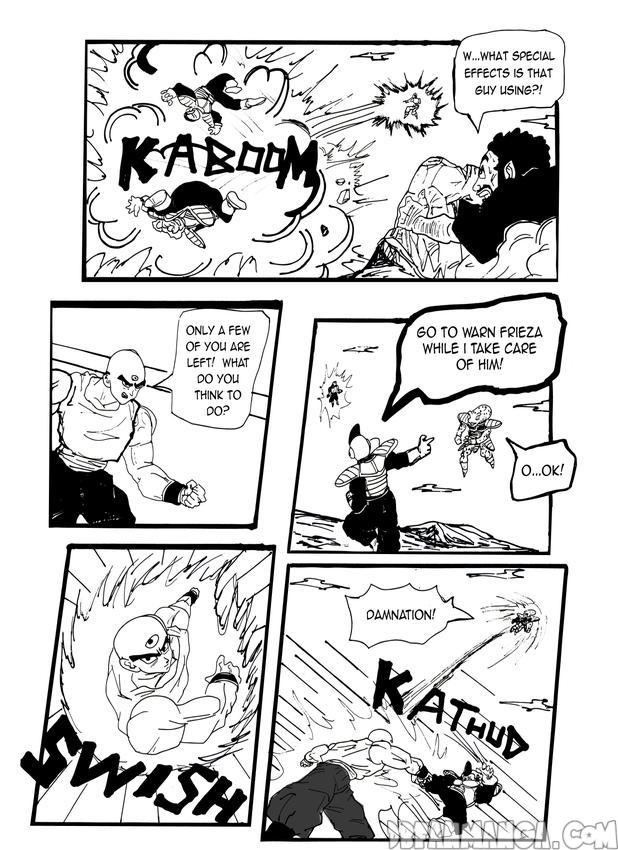 W...WHAT SPECIAL
EFFECTS IS THAT
GUY USING?!
KABOOM
ONLY A FEW
OF YOU ARE
LEFT! WHAT
DO YOU
THINK TO
DO?
GO TO WARN FRIEZA
WHILE I TAKE CARE
OF HIM!
O...OK!
SWISH
DAMNATION!
KATHUD
DREAMMANGA.COM